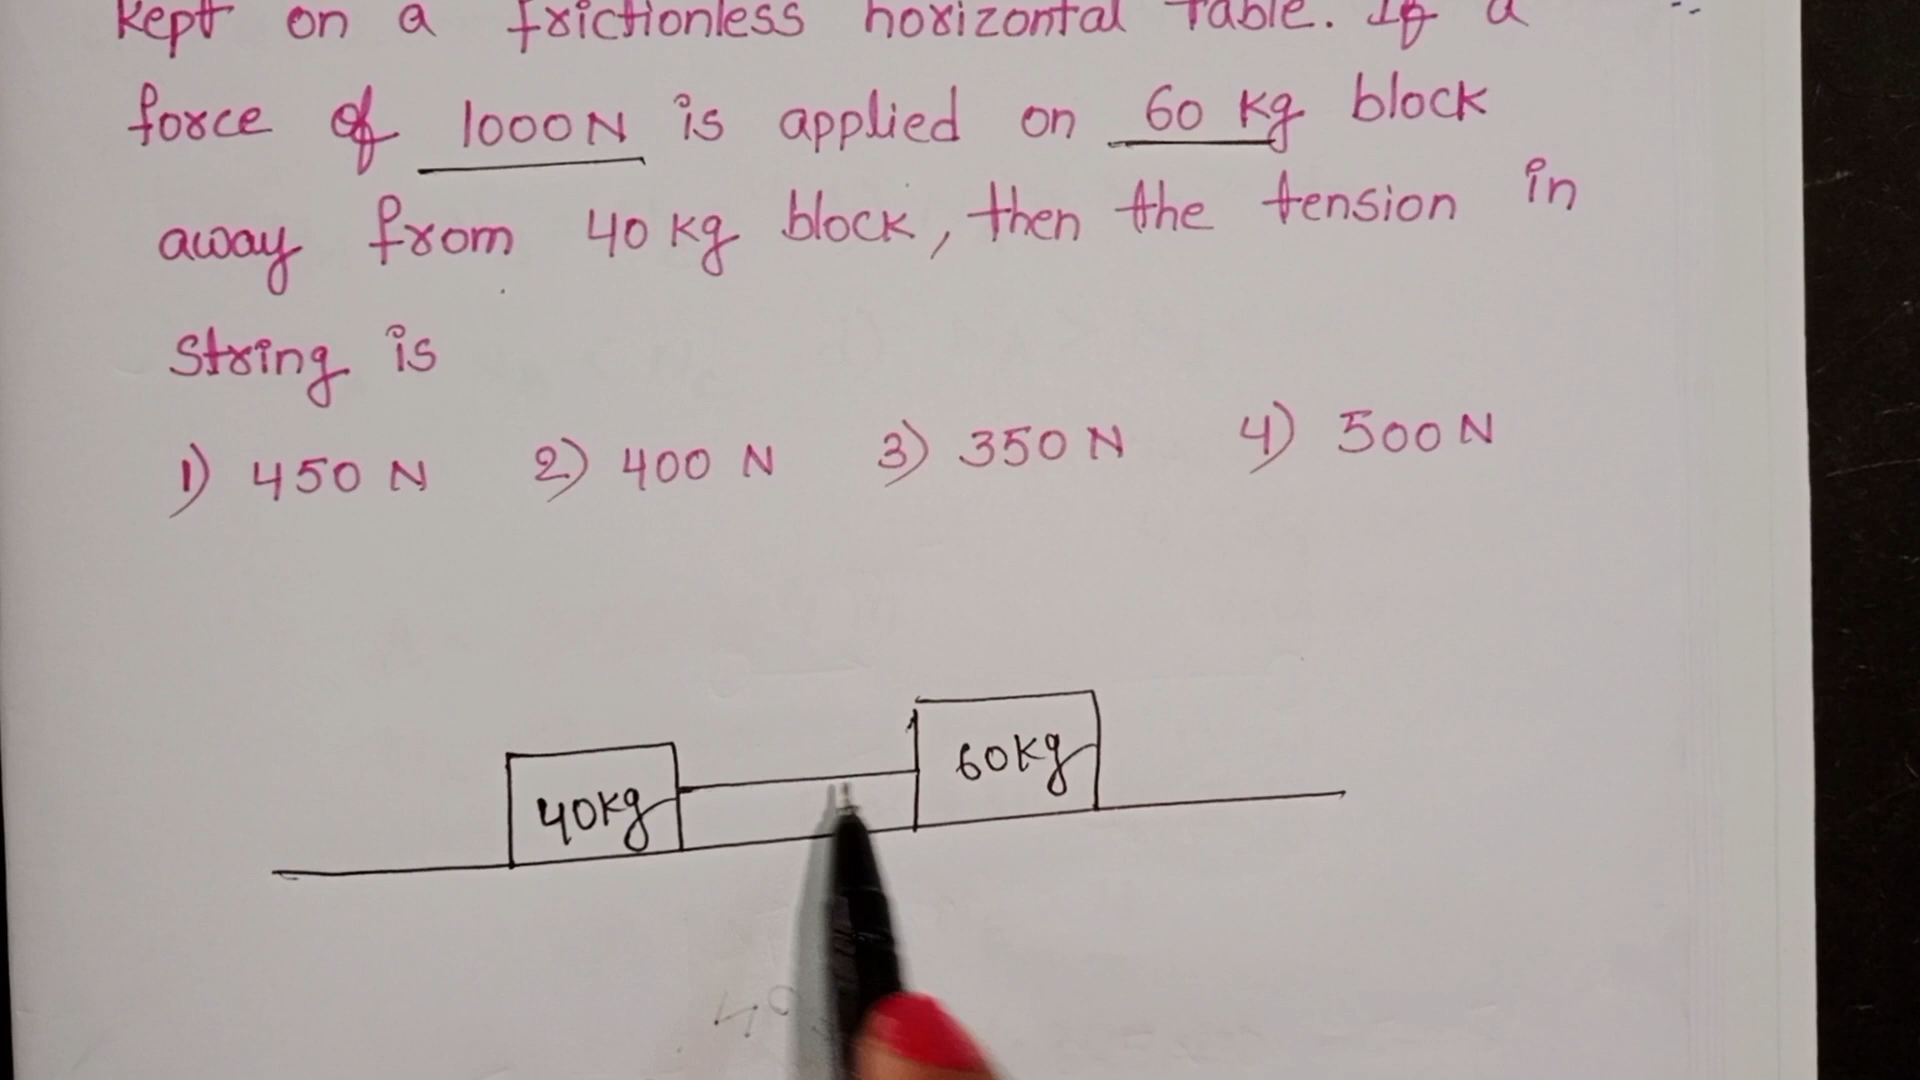 kept on a frictionless horizontal table. If a
force of 1000N is applied on 60 kg block
away from 40 kg block, then the tension in
string is
1) 450 N 2) 400 N 3) 350 N 4) 500 N
40kg 60kg